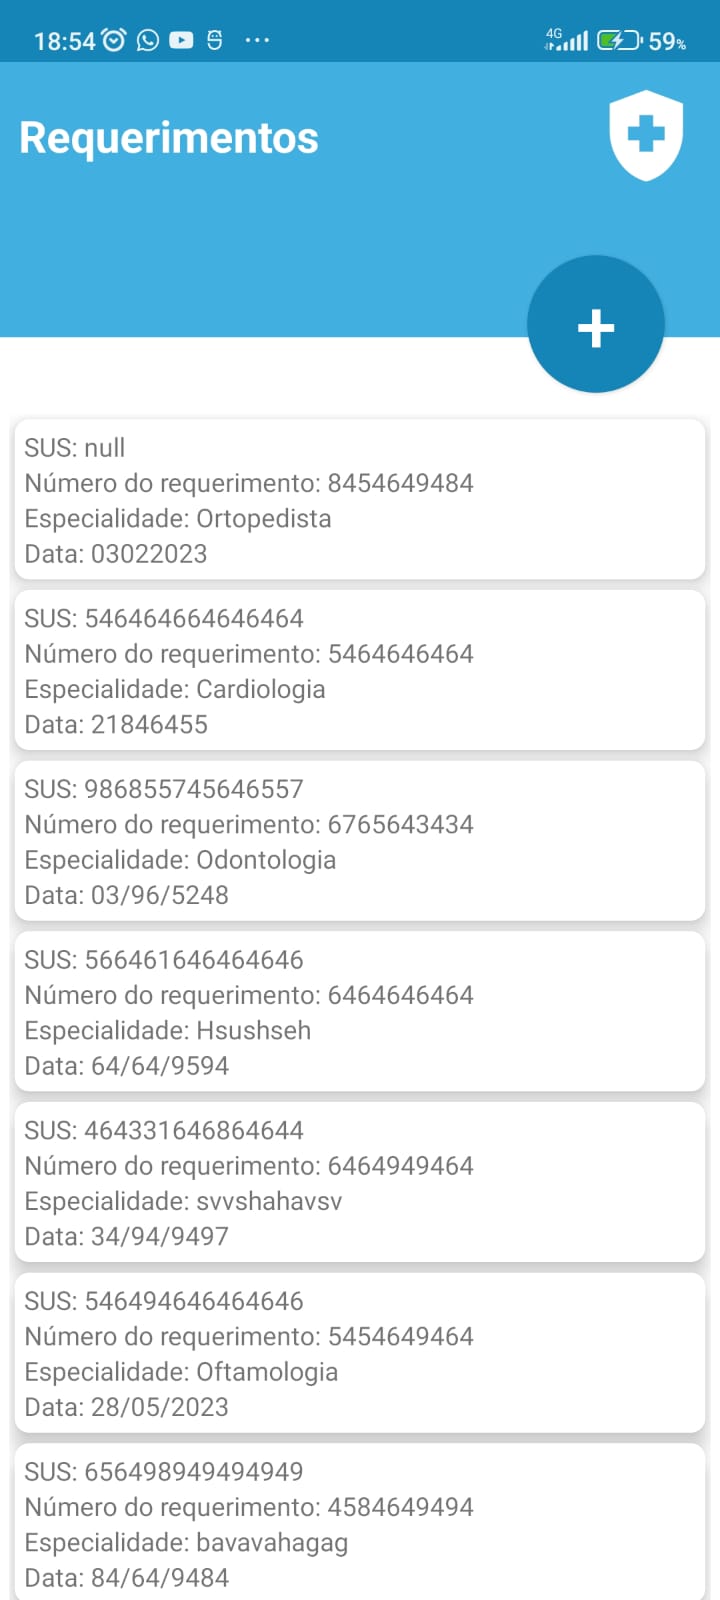 18:54 ... 4G 59%
Requerimentos
+
SUS: null
Número do requerimento: 8454649484
Especialidade: Ortopedista
Data: 03022023
SUS: 546464664646464
Número do requerimento: 5464646464
Especialidade: Cardiologia
Data: 21846455
SUS: 986855745646557
Número do requerimento: 6765643434
Especialidade: Odontologia
Data: 03/96/5248
SUS: 566461646464646
Número do requerimento: 6464646464
Especialidade: Hsushseh
Data: 64/64/9594
SUS: 464331646864644
Número do requerimento: 6464949464
Especialidade: svvshahavsv
Data: 34/94/9497
SUS: 546494646464646
Número do requerimento: 5454649464
Especialidade: Oftamologia
Data: 28/05/2023
SUS: 656498949494949
Número do requerimento: 4584649494
Especialidade: bavavahagag
Data: 84/64/9484